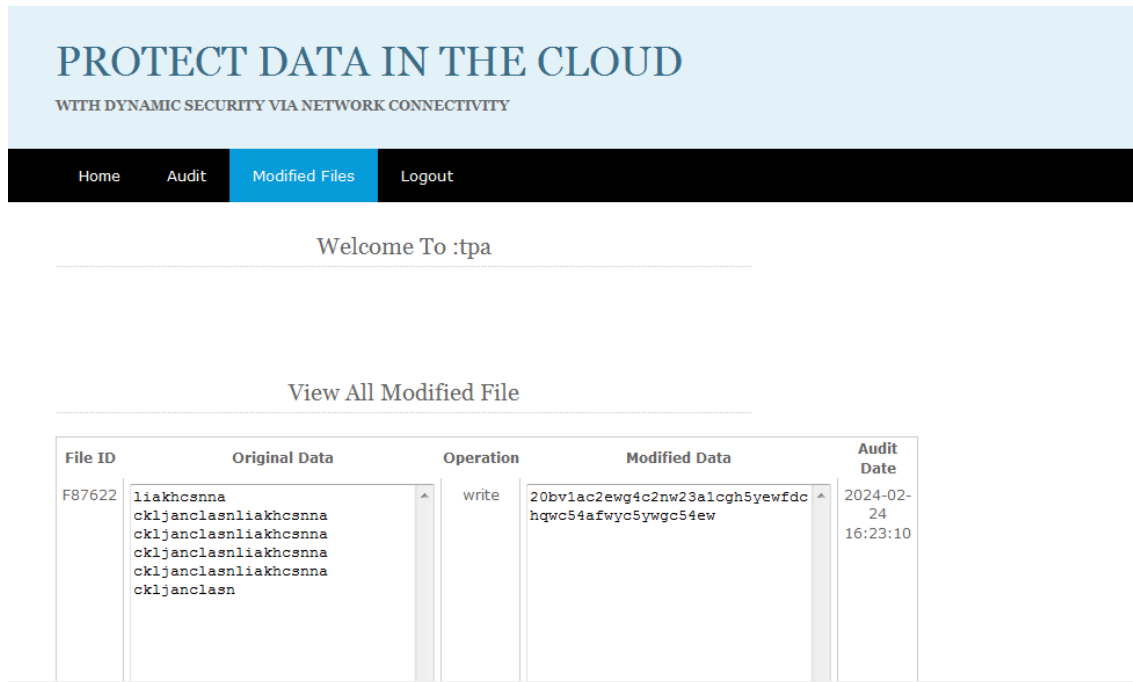 PROTECT DATA IN THE CLOUD
WITH DYNAMIC SECURITY VIA NETWORK CONNECTIVITY
Home Audit Modified Files Logout
Welcome To :tpa
View All Modified File
File ID Original Data Operation Modified Data Audit Date
F87622
liakhcsnna
ckljanclasnliakhcsnna
ckljanclasnliakhcsnna
ckljanclasnliakhcsnna
ckljanclasnliakhcsnna
ckljanclasn
write
20bv1ac2ewg4c2nw23a1cgh5yewfdc
hqwc54afwyc5ywgc54ew
2024-02-
24
16:23:10